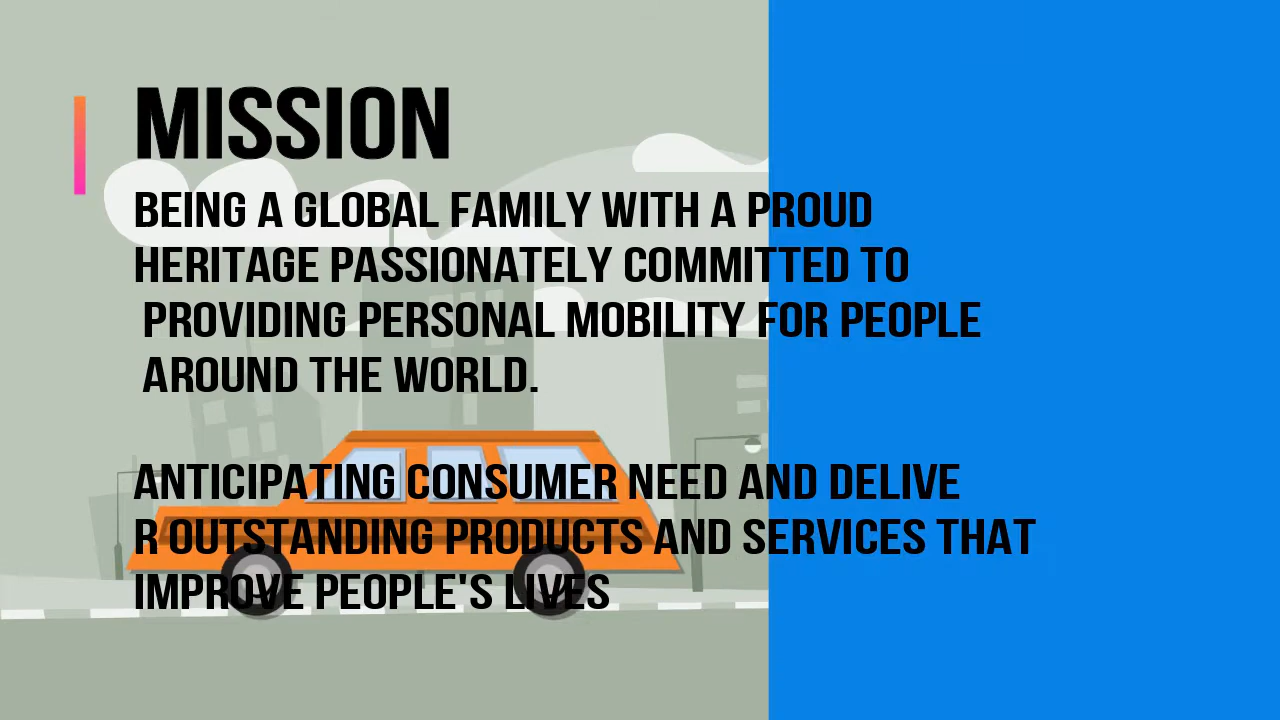 MISSION
BEING A GLOBAL FAMILY WITH A PROUD
HERITAGE PASSIONATELY COMMITTED TO
PROVIDING PERSONAL MOBILITY FOR PEOPLE
AROUND THE WORLD.
ANTICIPATING CONSUMER NEED AND DELIVE
R OUTSTANDING PRODUCTS AND SERVICES THAT
IMPROVE PEOPLE'S LIVES